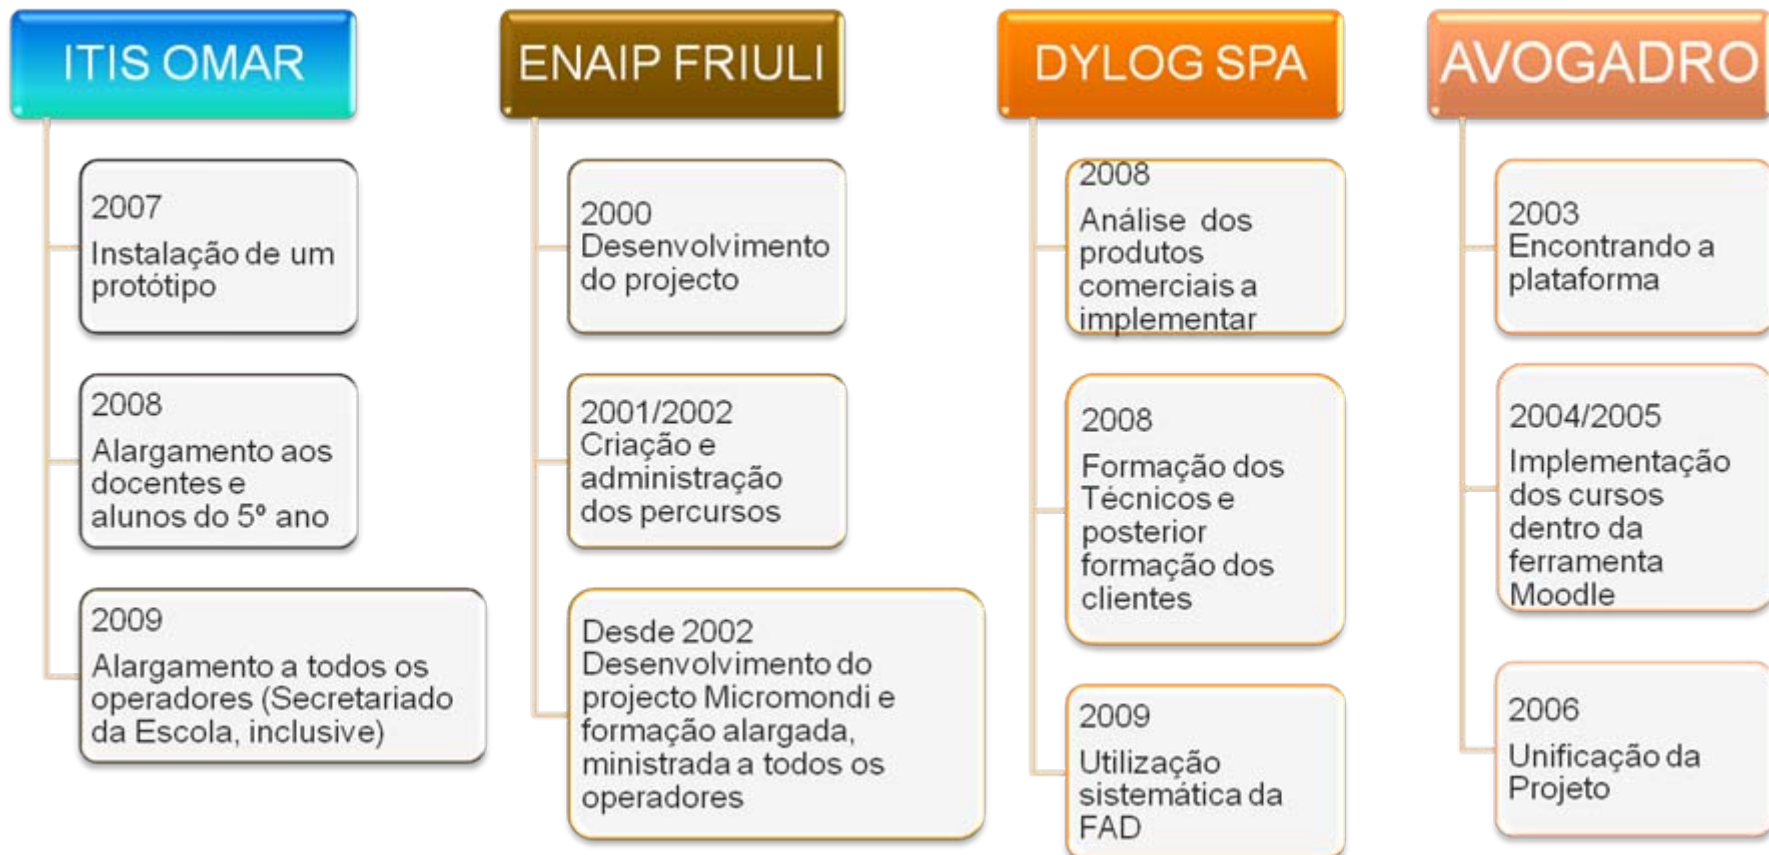 ITIS OMAR
2007
Instalação de um
protótipo
2008
Alargamento aos
docentes e
alunos do 5º ano
2009
Alargamento a todos os
operadores (Secretariado
da Escola, inclusive)
ENAIP FRIULI
2000
Desenvolvimento
do projecto
2001/2002
Criação e
administração
dos percursos
Desde 2002
Desenvolvimento do
projecto Micromondi e
formação alargada,
ministrada a todos os
operadores
DYLOG SPA
2008
Análise dos
produtos
comerciais a
implementar
2008
Formação dos
Técnicos e
posterior
formação dos
clientes
2009
Utilização
sistemática da
FAD
AVOGADRO
2003
Encontrando a
plataforma
2004/2005
Implementação
dos cursos
dentro da
ferramenta
Moodle
2006
Unificação da
Projeto